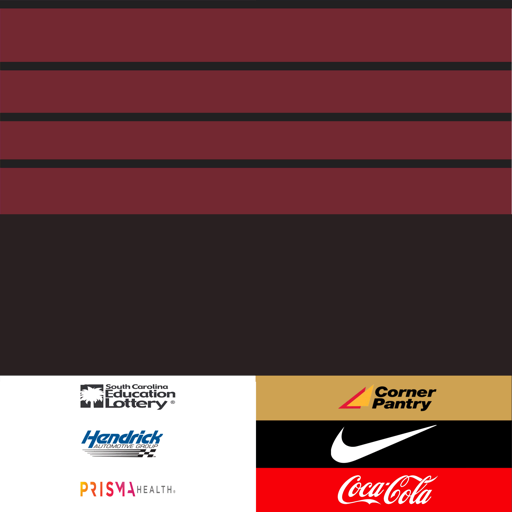 South Carolina
Education
Lottery®
Corner
Pantry
Hendrick
AUTOMOTIVE GROUP
PRISMA HEALTH
Coca-Cola